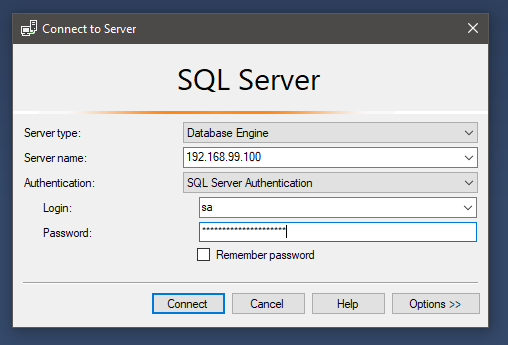 Connect to Server
SQL Server
Server type: Database Engine
Server name: 192.168.99.100
Authentication: SQL Server Authentication
Login: sa
Password: *********************
Remember password
Connect Cancel Help Options >>